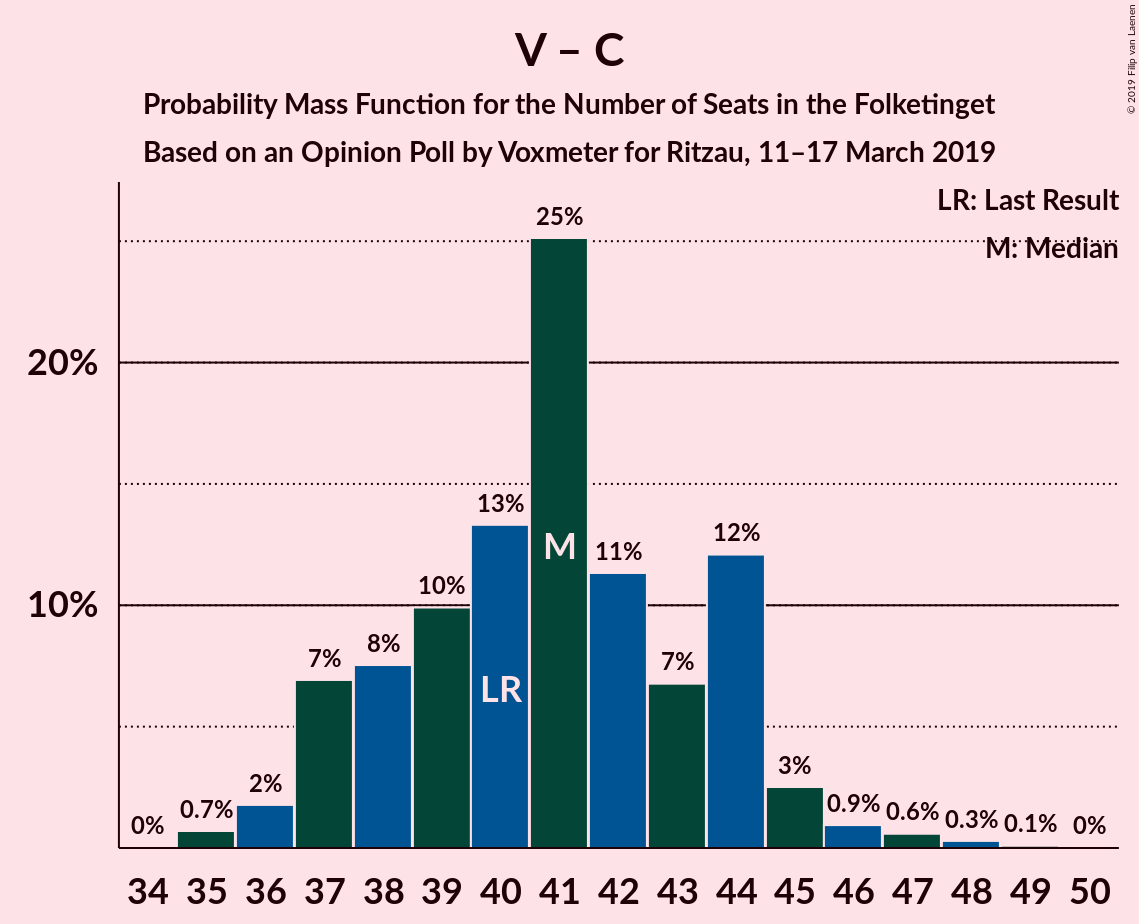 V – C
Probability Mass Function for the Number of Seats in the Folketinget
Based on an Opinion Poll by Voxmeter for Ritzau, 11–17 March 2019
© 2019 Filip van Laenen
LR: Last Result
M: Median
25%
20%
13%
12%
M
11%
10%
10%
8%
7%
7%
LR
3%
2%
0.7%
0.9%
0.6%
0.3%
0.1%
0%
0%
34 35 36 37 38 39 40 41 42 43 44 45 46 47 48 49 50